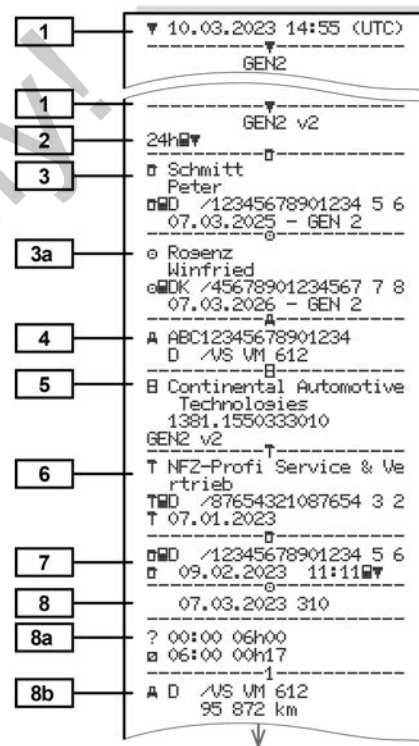 1 ▼ 10.03.2023 14:55 (UTC)
GEN2
1
GEN2 v2
2 24h▼
3 Schmitt
Peter
D /12345678901234 5 6
07.03.2025 - GEN 2
3a Rosenz
Winfried
DK /45678901234567 7 8
07.03.2026 - GEN 2
4 A ABC12345678901234
D /VS VM 612
5 Continental Automotive
Technologies
1381.1550333010
GEN2 v2
6 T NFZ-Profi Service & Ve
rtrieb
TD /87654321087654 3 2
T 07.01.2023
7 D /12345678901234 5 6
09.02.2023 11:11▼
8 07.03.2023 310
8a ? 00:00 06h00
06:00 00h17
1
8b A D /VS VM 612
95 872 km